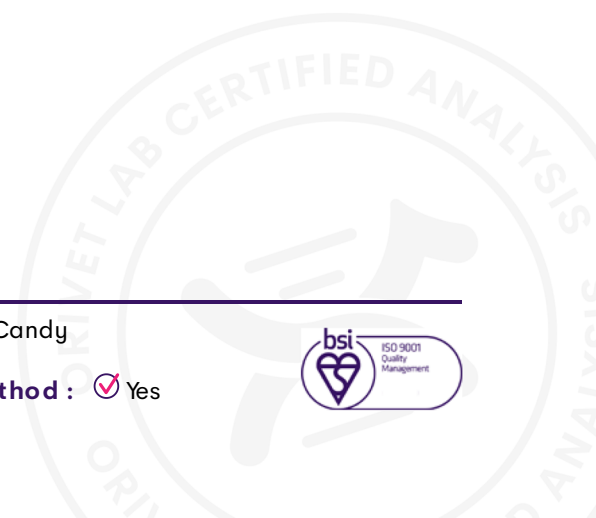 ORIVET LAB CERTIFIED ANALYSIS
Candy
thod : Yes
bsi
ISO 9001
Quality
Management